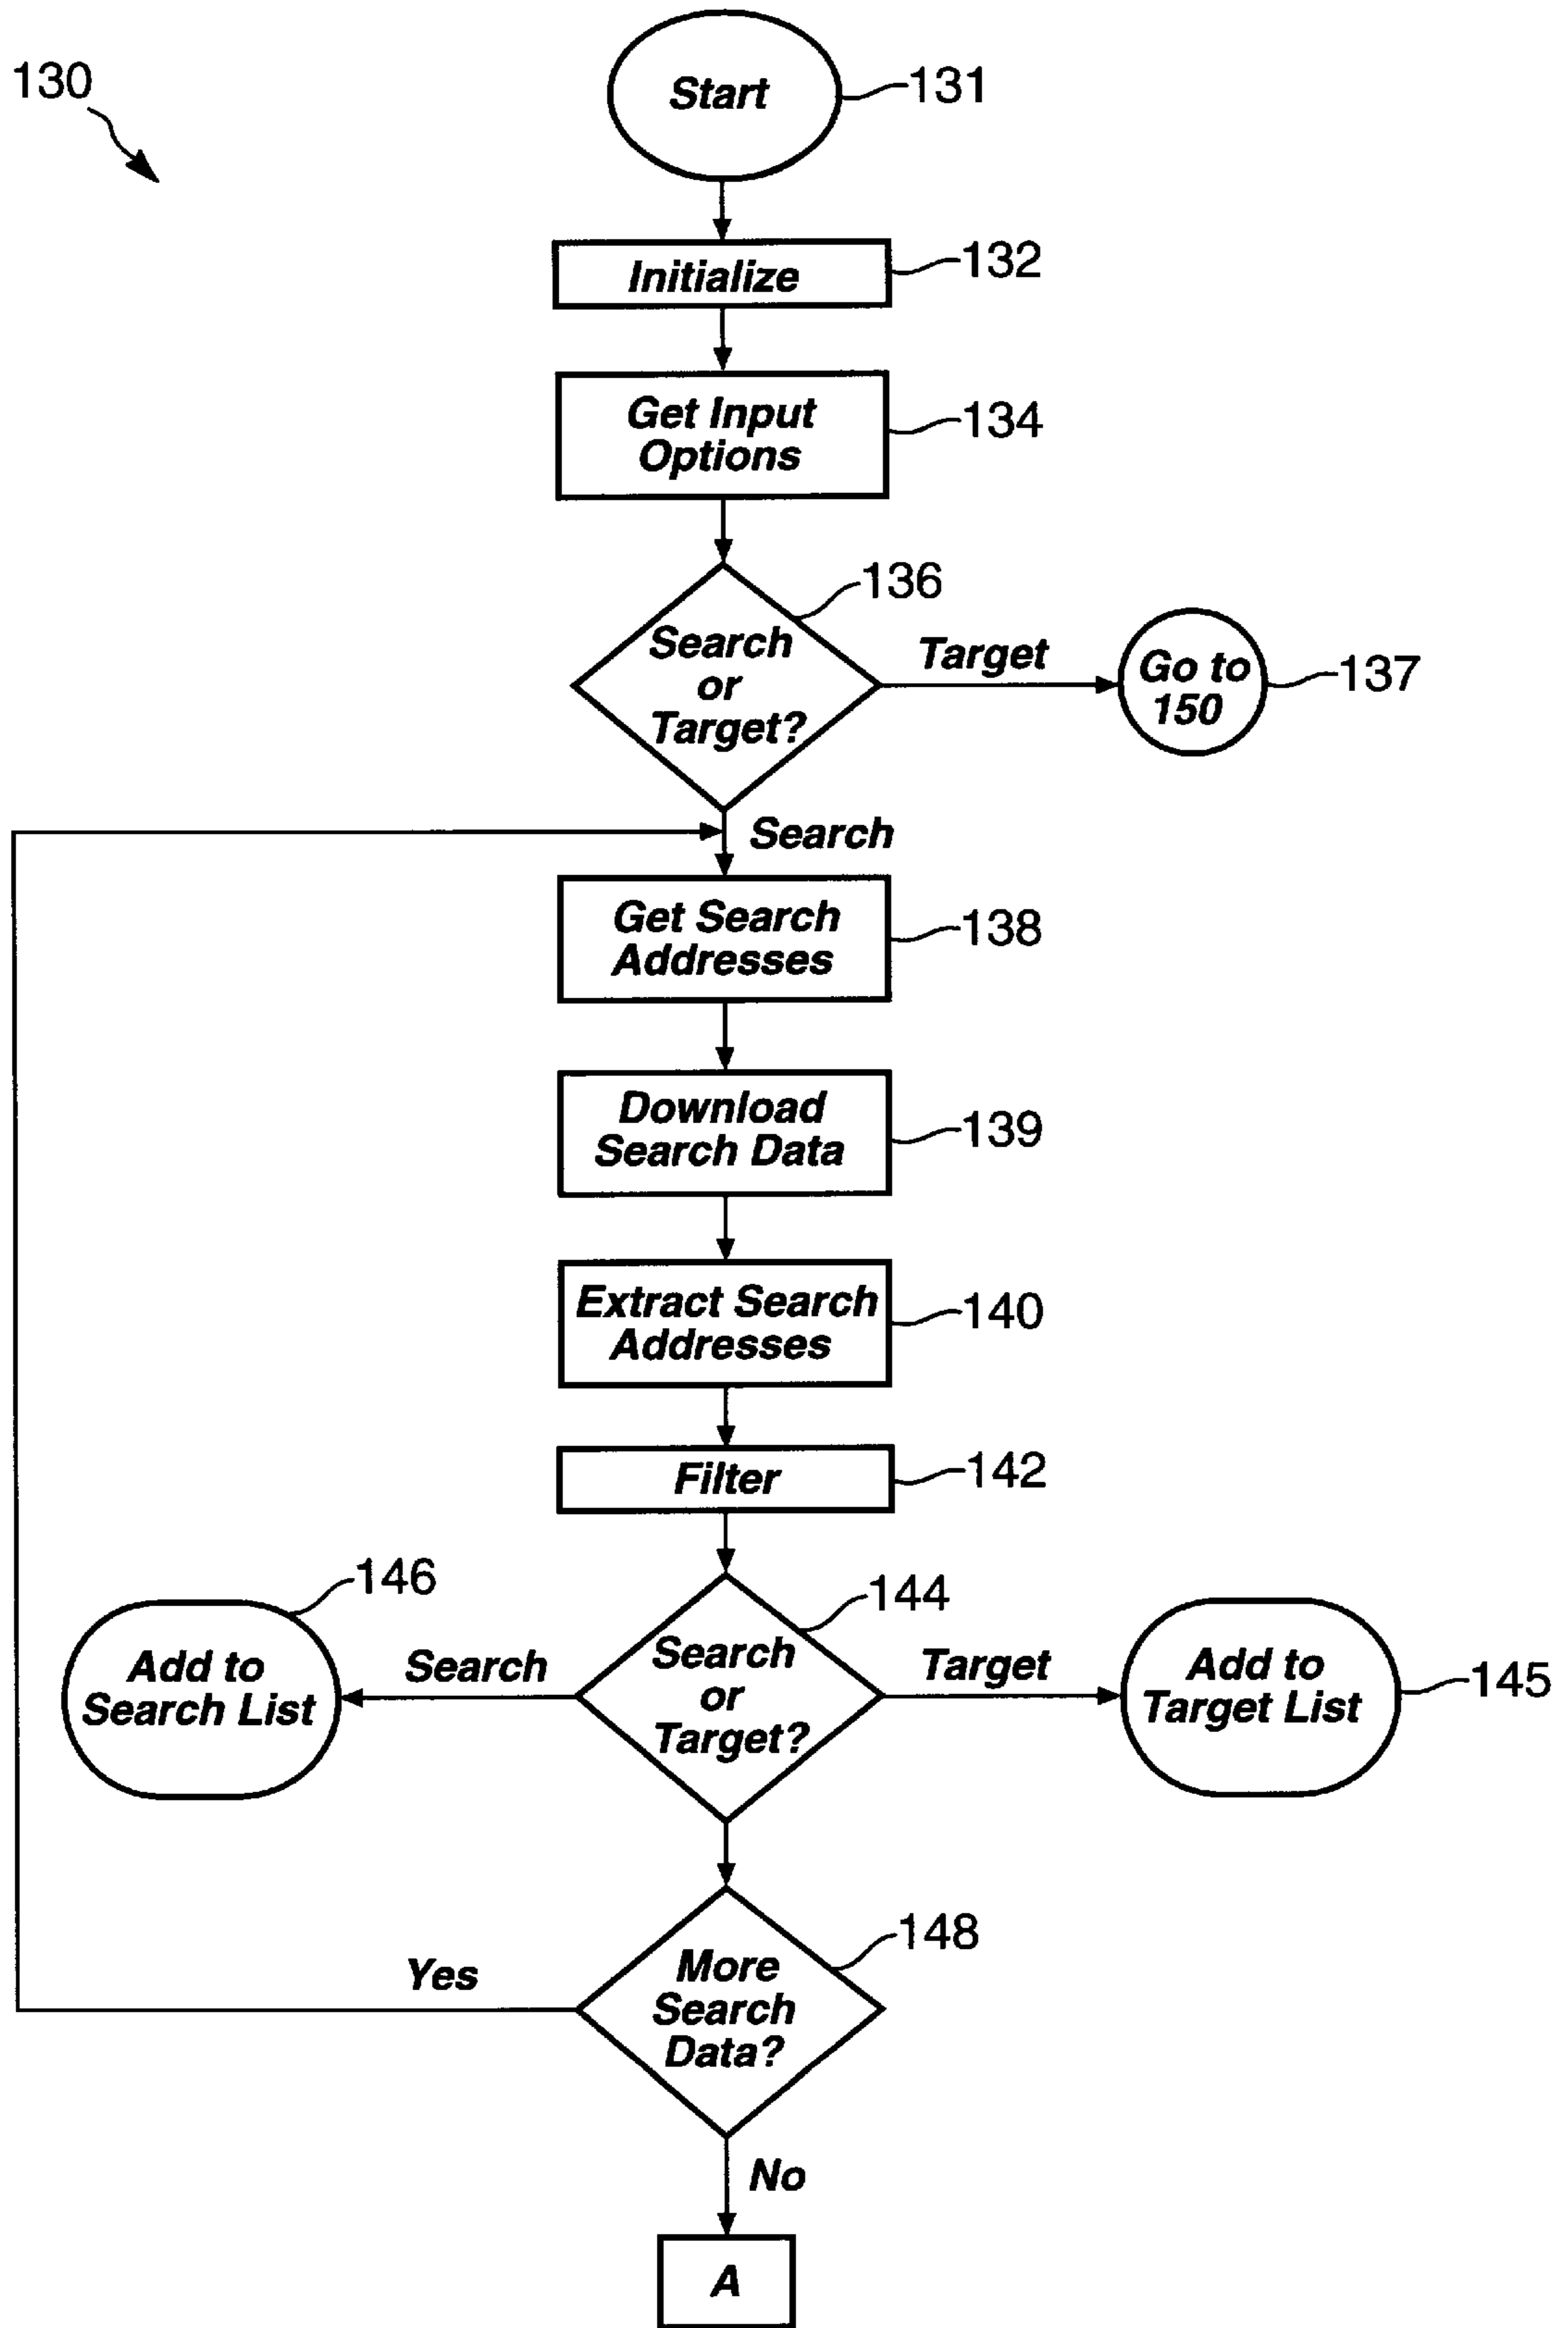 130
Start
131
Initialize
132
Get Input
Options
134
136
Search
or
Target?
Target
Go to
150
137
Search
Get Search
Addresses
138
Download
Search Data
139
Extract Search
Addresses
140
Filter
142
146
Add to
Search List
Search
144
Search
or
Target?
Target
Add to
Target List
145
148
Yes
More
Search
Data?
No
A